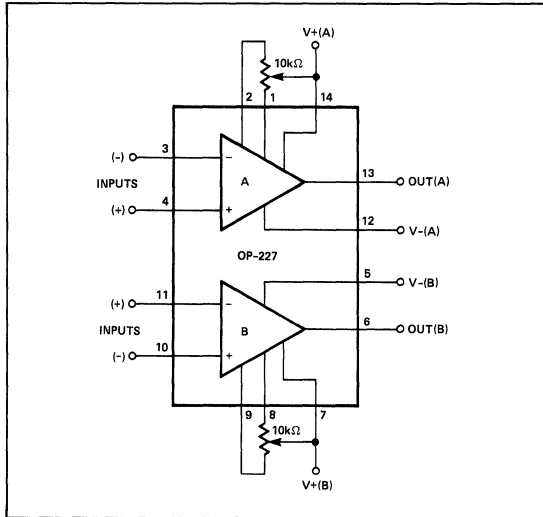 V+(A)
10kΩ
2 1 14
(–) 3 –
A 13 OUT(A)
INPUTS
(+) 4 +
12 V–(A)
OP–227
5 V–(B)
(+) 11 –
B 6 OUT(B)
INPUTS
(–) 10 +
9 8 7
10kΩ
V+(B)